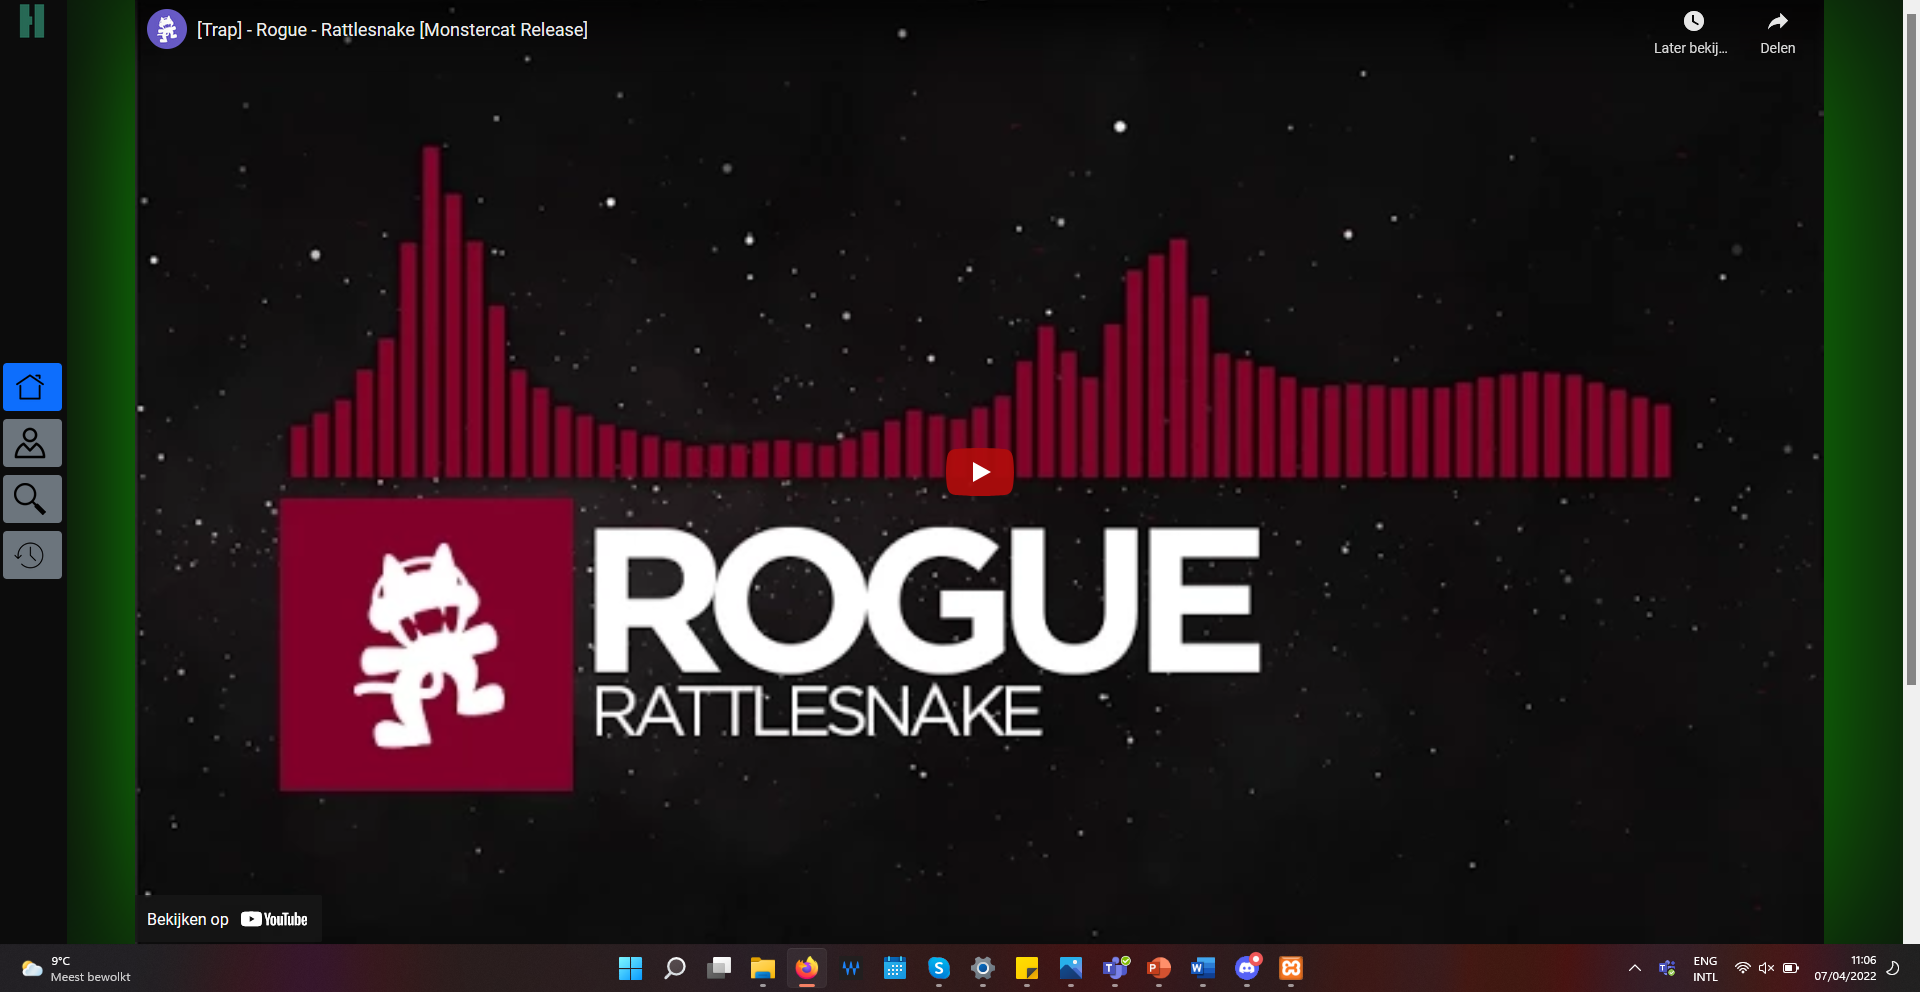 [Trap] - Rogue - Rattlesnake [Monstercat Release]
Later bekij...
Delen
ROGUE
RATTLESNAKE
Bekijken op YouTube
9°C
Meest bewolkt
ENG
INTL
11:06
07/04/2022